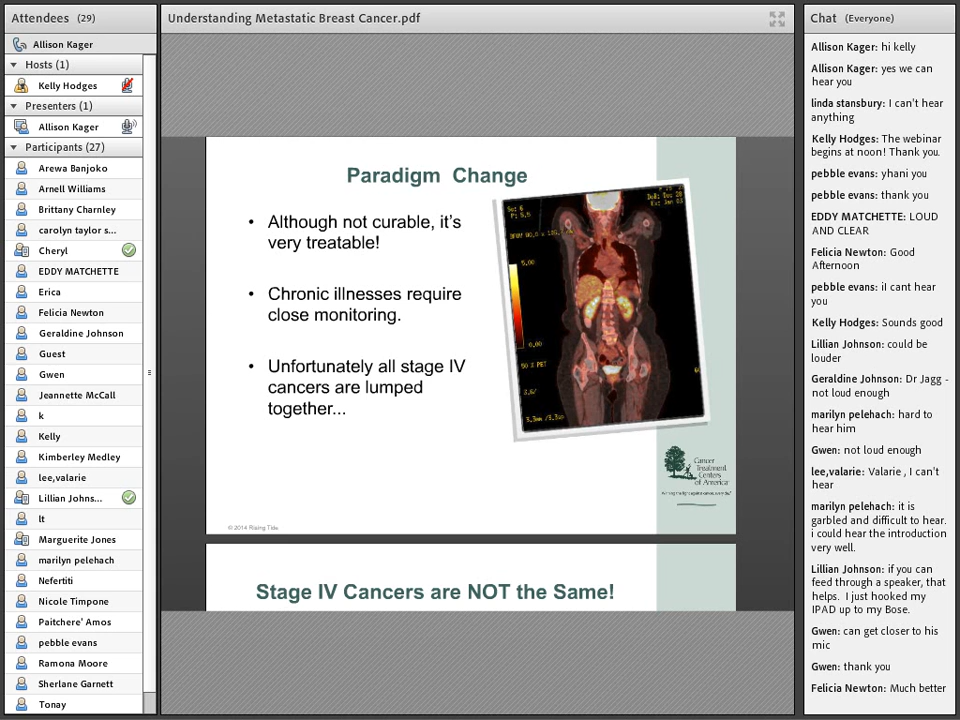 Attendees (29)
Allison Kager
Hosts (1)
Kelly Hodges
Presenters (1)
Allison Kager
Participants (27)
Arewa Banjoko
Arnell Williams
Brittany Charnley
carolyn taylor s...
Cheryl
EDDY MATCHETTE
Erica
Felicia Newton
Geraldine Johnson
Guest
Gwen
Jeannette McCall
k
Kelly
Kimberley Medley
lee,valarie
Lillian Johns...
lt
Marguerite Jones
marilyn pelehach
Nefertiti
Nicole Timpone
Paitchere' Amos
pebble evans
Ramona Moore
Sherlane Garnett
Tonay
Understanding Metastatic Breast Cancer.pdf
Paradigm Change
• Although not curable, it's
very treatable!
• Chronic illnesses require
close monitoring.
• Unfortunately all stage IV
cancers are lumped
together...
5.00
0.00
Cancer
Treatment
Centers
of America
© 2014 Rising Tide
Stage IV Cancers are NOT the Same!
Chat (Everyone)
Allison Kager: hi kelly
Allison Kager: yes we can
hear you
linda stansbury: I can't hear
anything
Kelly Hodges: The webinar
begins at noon! Thank you.
pebble evans: yhani you
pebble evans: thank you
EDDY MATCHETTE: LOUD
AND CLEAR
Felicia Newton: Good
Afternoon
pebble evans: iI cant hear
you
Kelly Hodges: Sounds good
Lillian Johnson: could be
louder
Geraldine Johnson: Dr Jagg -
not loud enough
marilyn pelehach: hard to
hear him
Gwen: not loud enough
lee,valarie: Valarie , I can't
hear
marilyn pelehach: it is
garbled and difficult to hear.
i could hear the introduction
very well.
Lillian Johnson: if you can
feed through a speaker, that
helps. I just hooked my
IPAD up to my Bose.
Gwen: can get closer to his
mic
Gwen: thank you
Felicia Newton: Much better